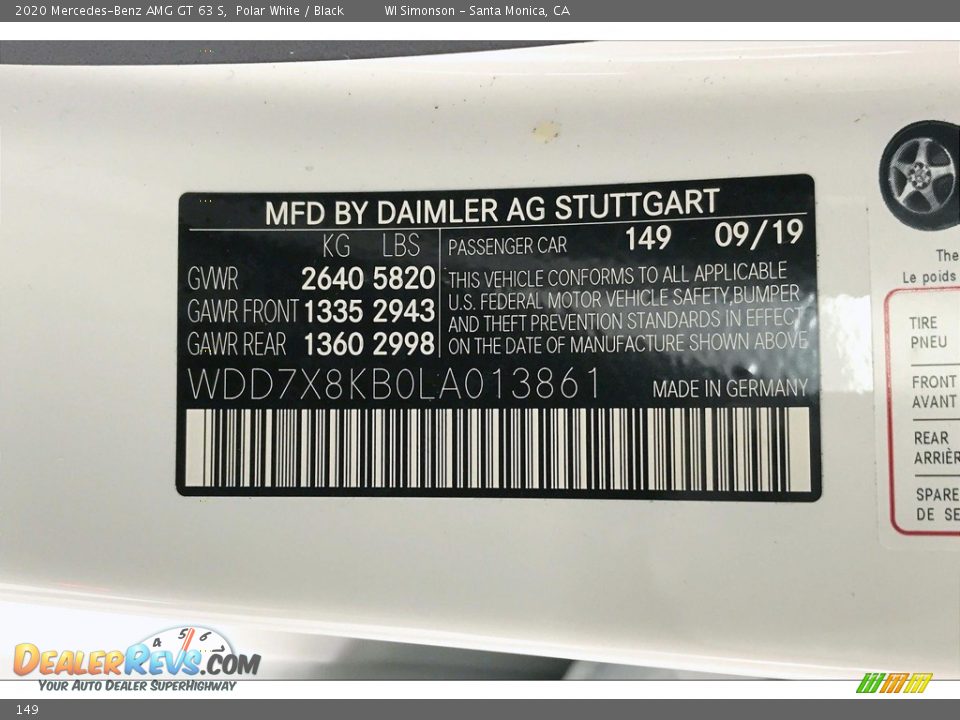 2020 Mercedes-Benz AMG GT 63 S, Polar White / Black WI Simonson - Santa Monica, CA
MFD BY DAIMLER AG STUTTGART
KG LBS
GVWR 2640 5820
GAWR FRONT 1335 2943
GAWR REAR 1360 2998
PASSENGER CAR 149 09/19
THIS VEHICLE CONFORMS TO ALL APPLICABLE
U.S. FEDERAL MOTOR VEHICLE SAFETY,BUMPER
AND THEFT PREVENTION STANDARDS IN EFFECT
ON THE DATE OF MANUFACTURE SHOWN ABOVE
WDD7X8KB0LA013861 MADE IN GERMANY
The
Le poids
TIRE
PNEU
FRONT
AVANT
REAR
ARRIÈR
SPARE
DE SE
4 5 6
DEALERREVS.COM
YOUR AUTO DEALER SUPERHIGHWAY
149